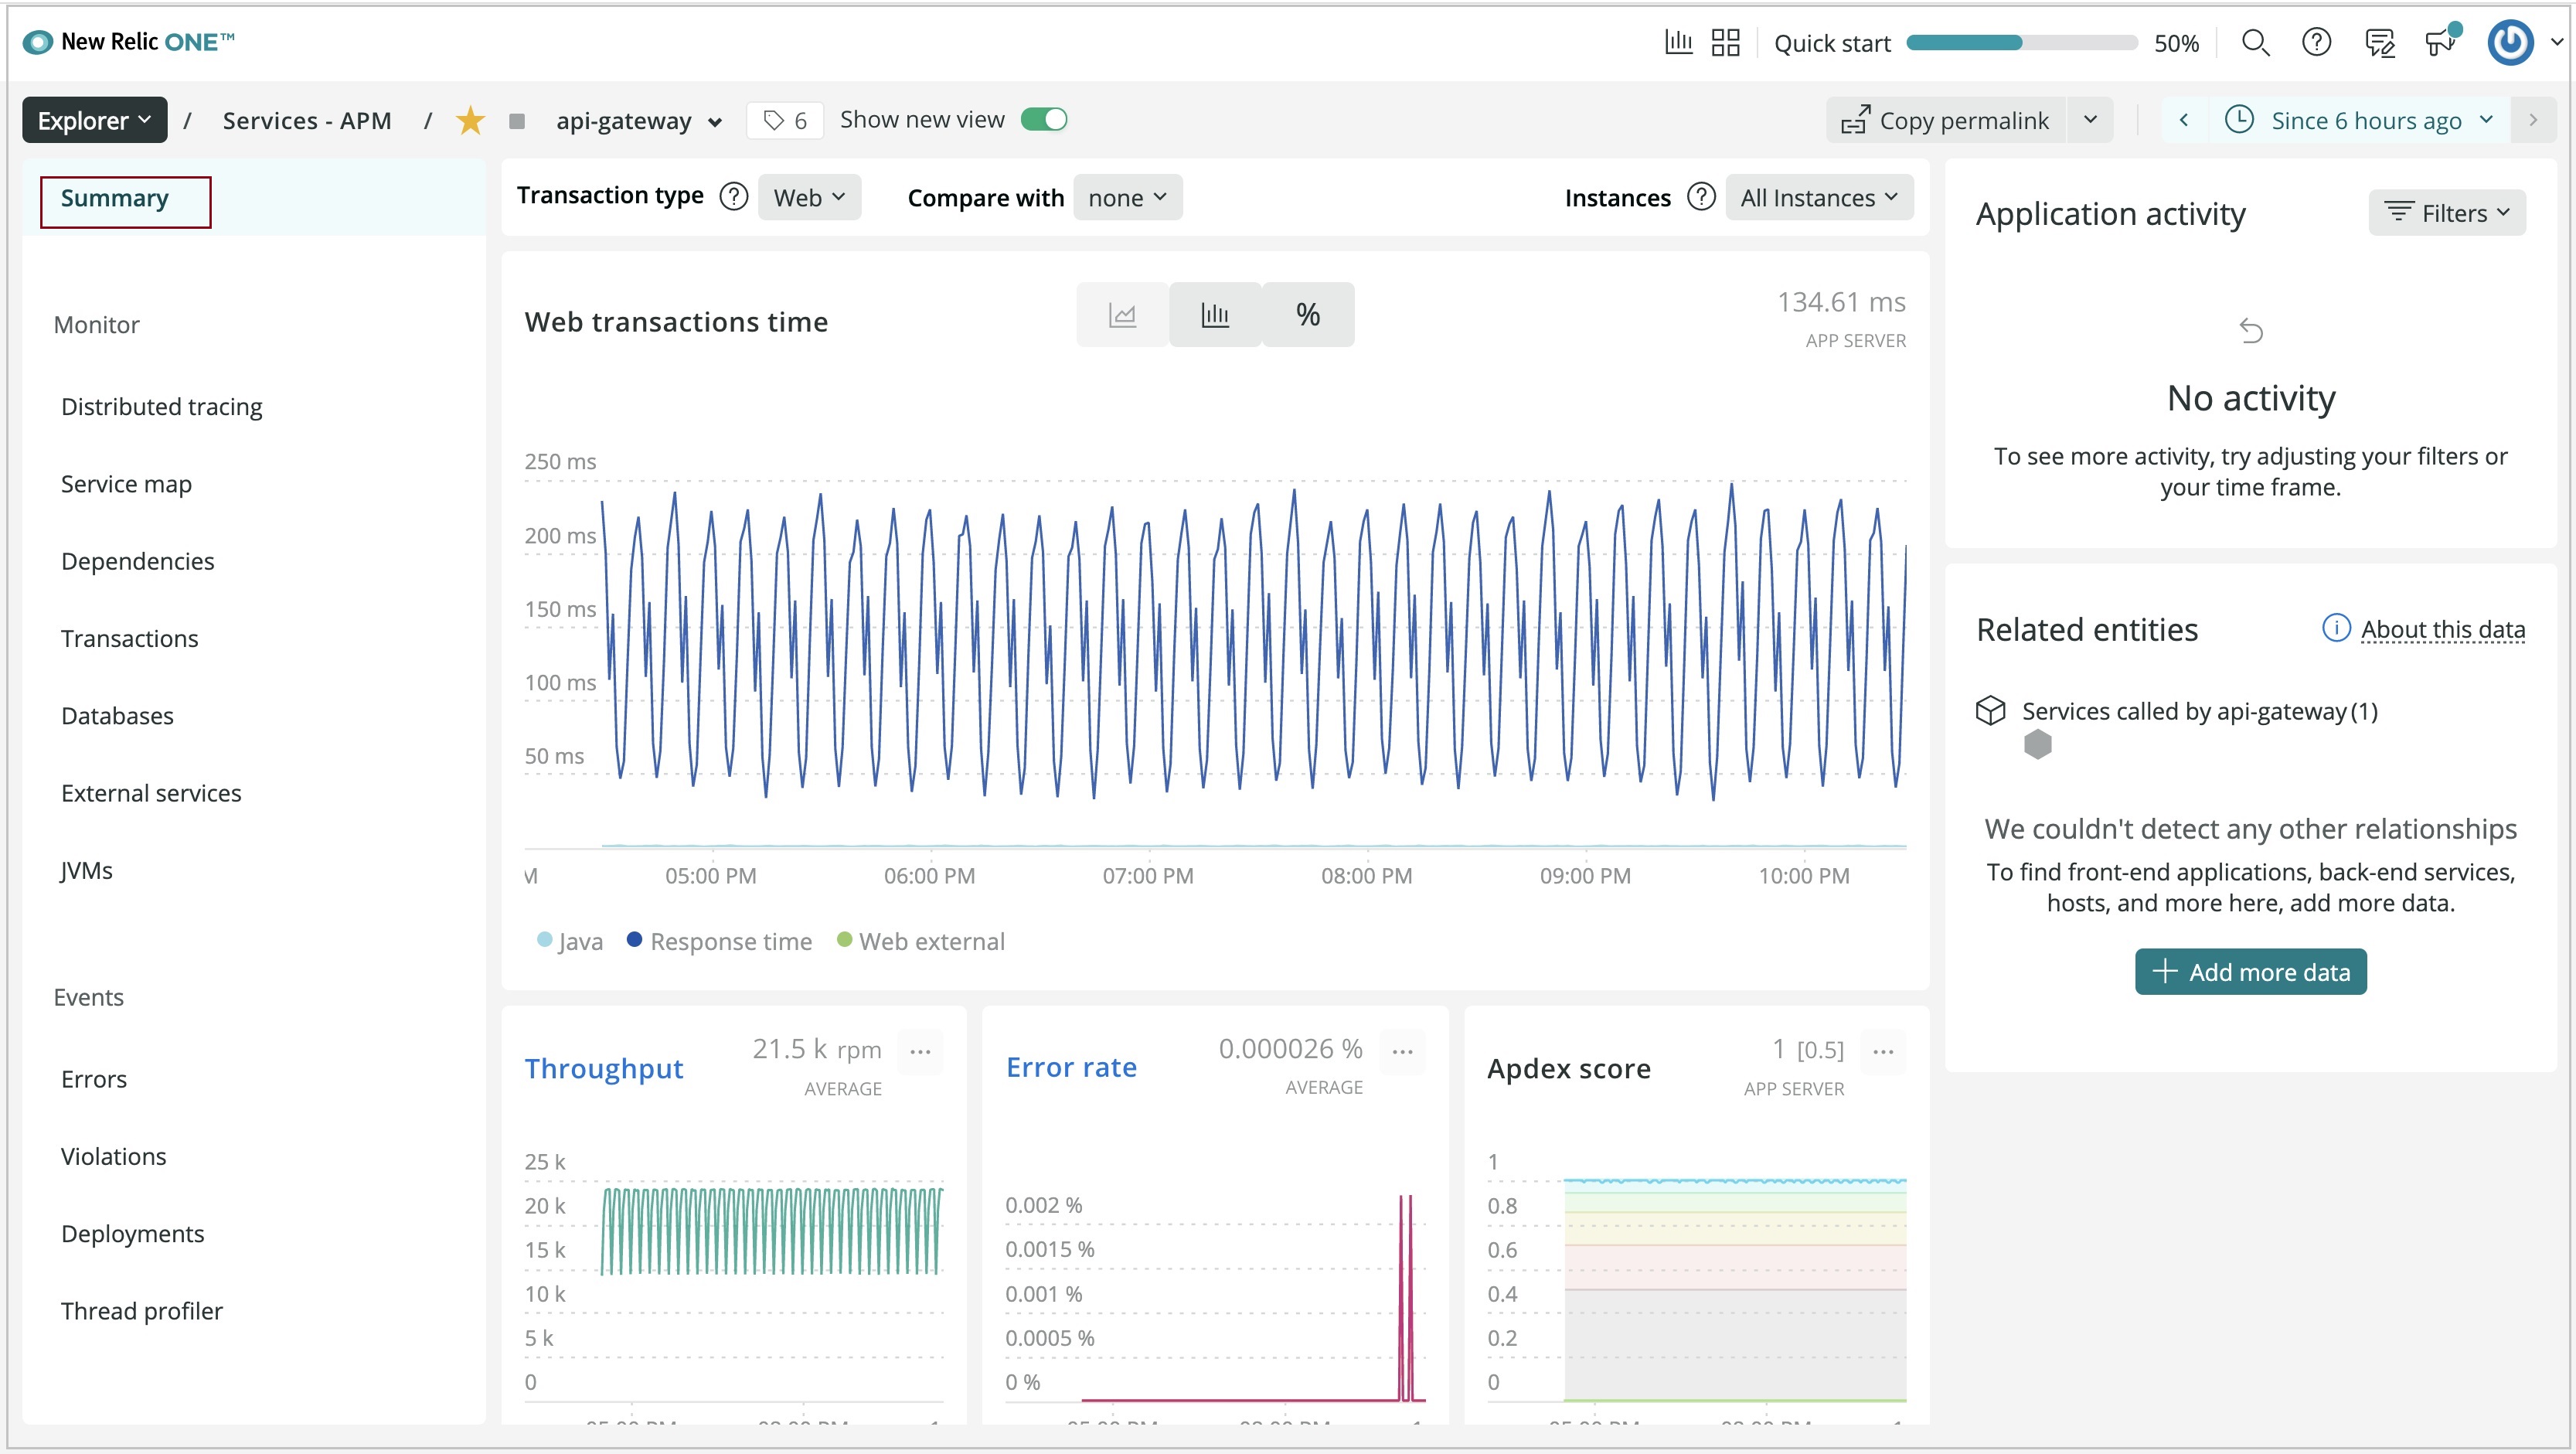 New Relic ONE™
Quick start 50%
Explorer / Services - APM / api-gateway 6 Show new view
Copy permalink
Since 6 hours ago
Summary
Monitor
Distributed tracing
Service map
Dependencies
Transactions
Databases
External services
JVMs
Events
Errors
Violations
Deployments
Thread profiler
Transaction type ? Web Compare with none Instances ? All Instances
Web transactions time
%
134.61 ms
APP SERVER
250 ms
200 ms
150 ms
100 ms
50 ms
M 05:00 PM 06:00 PM 07:00 PM 08:00 PM 09:00 PM 10:00 PM
Java Response time Web external
Throughput
21.5 k rpm
AVERAGE
...
25 k
20 k
15 k
10 k
5 k
0
Error rate
0.000026 %
AVERAGE
...
0.002 %
0.0015 %
0.001 %
0.0005 %
0 %
Apdex score
1 [0.5]
APP SERVER
...
1
0.8
0.6
0.4
0.2
0
Application activity
Filters
No activity
To see more activity, try adjusting your filters or
your time frame.
Related entities
About this data
Services called by api-gateway (1)
We couldn't detect any other relationships
To find front-end applications, back-end services,
hosts, and more here, add more data.
+ Add more data